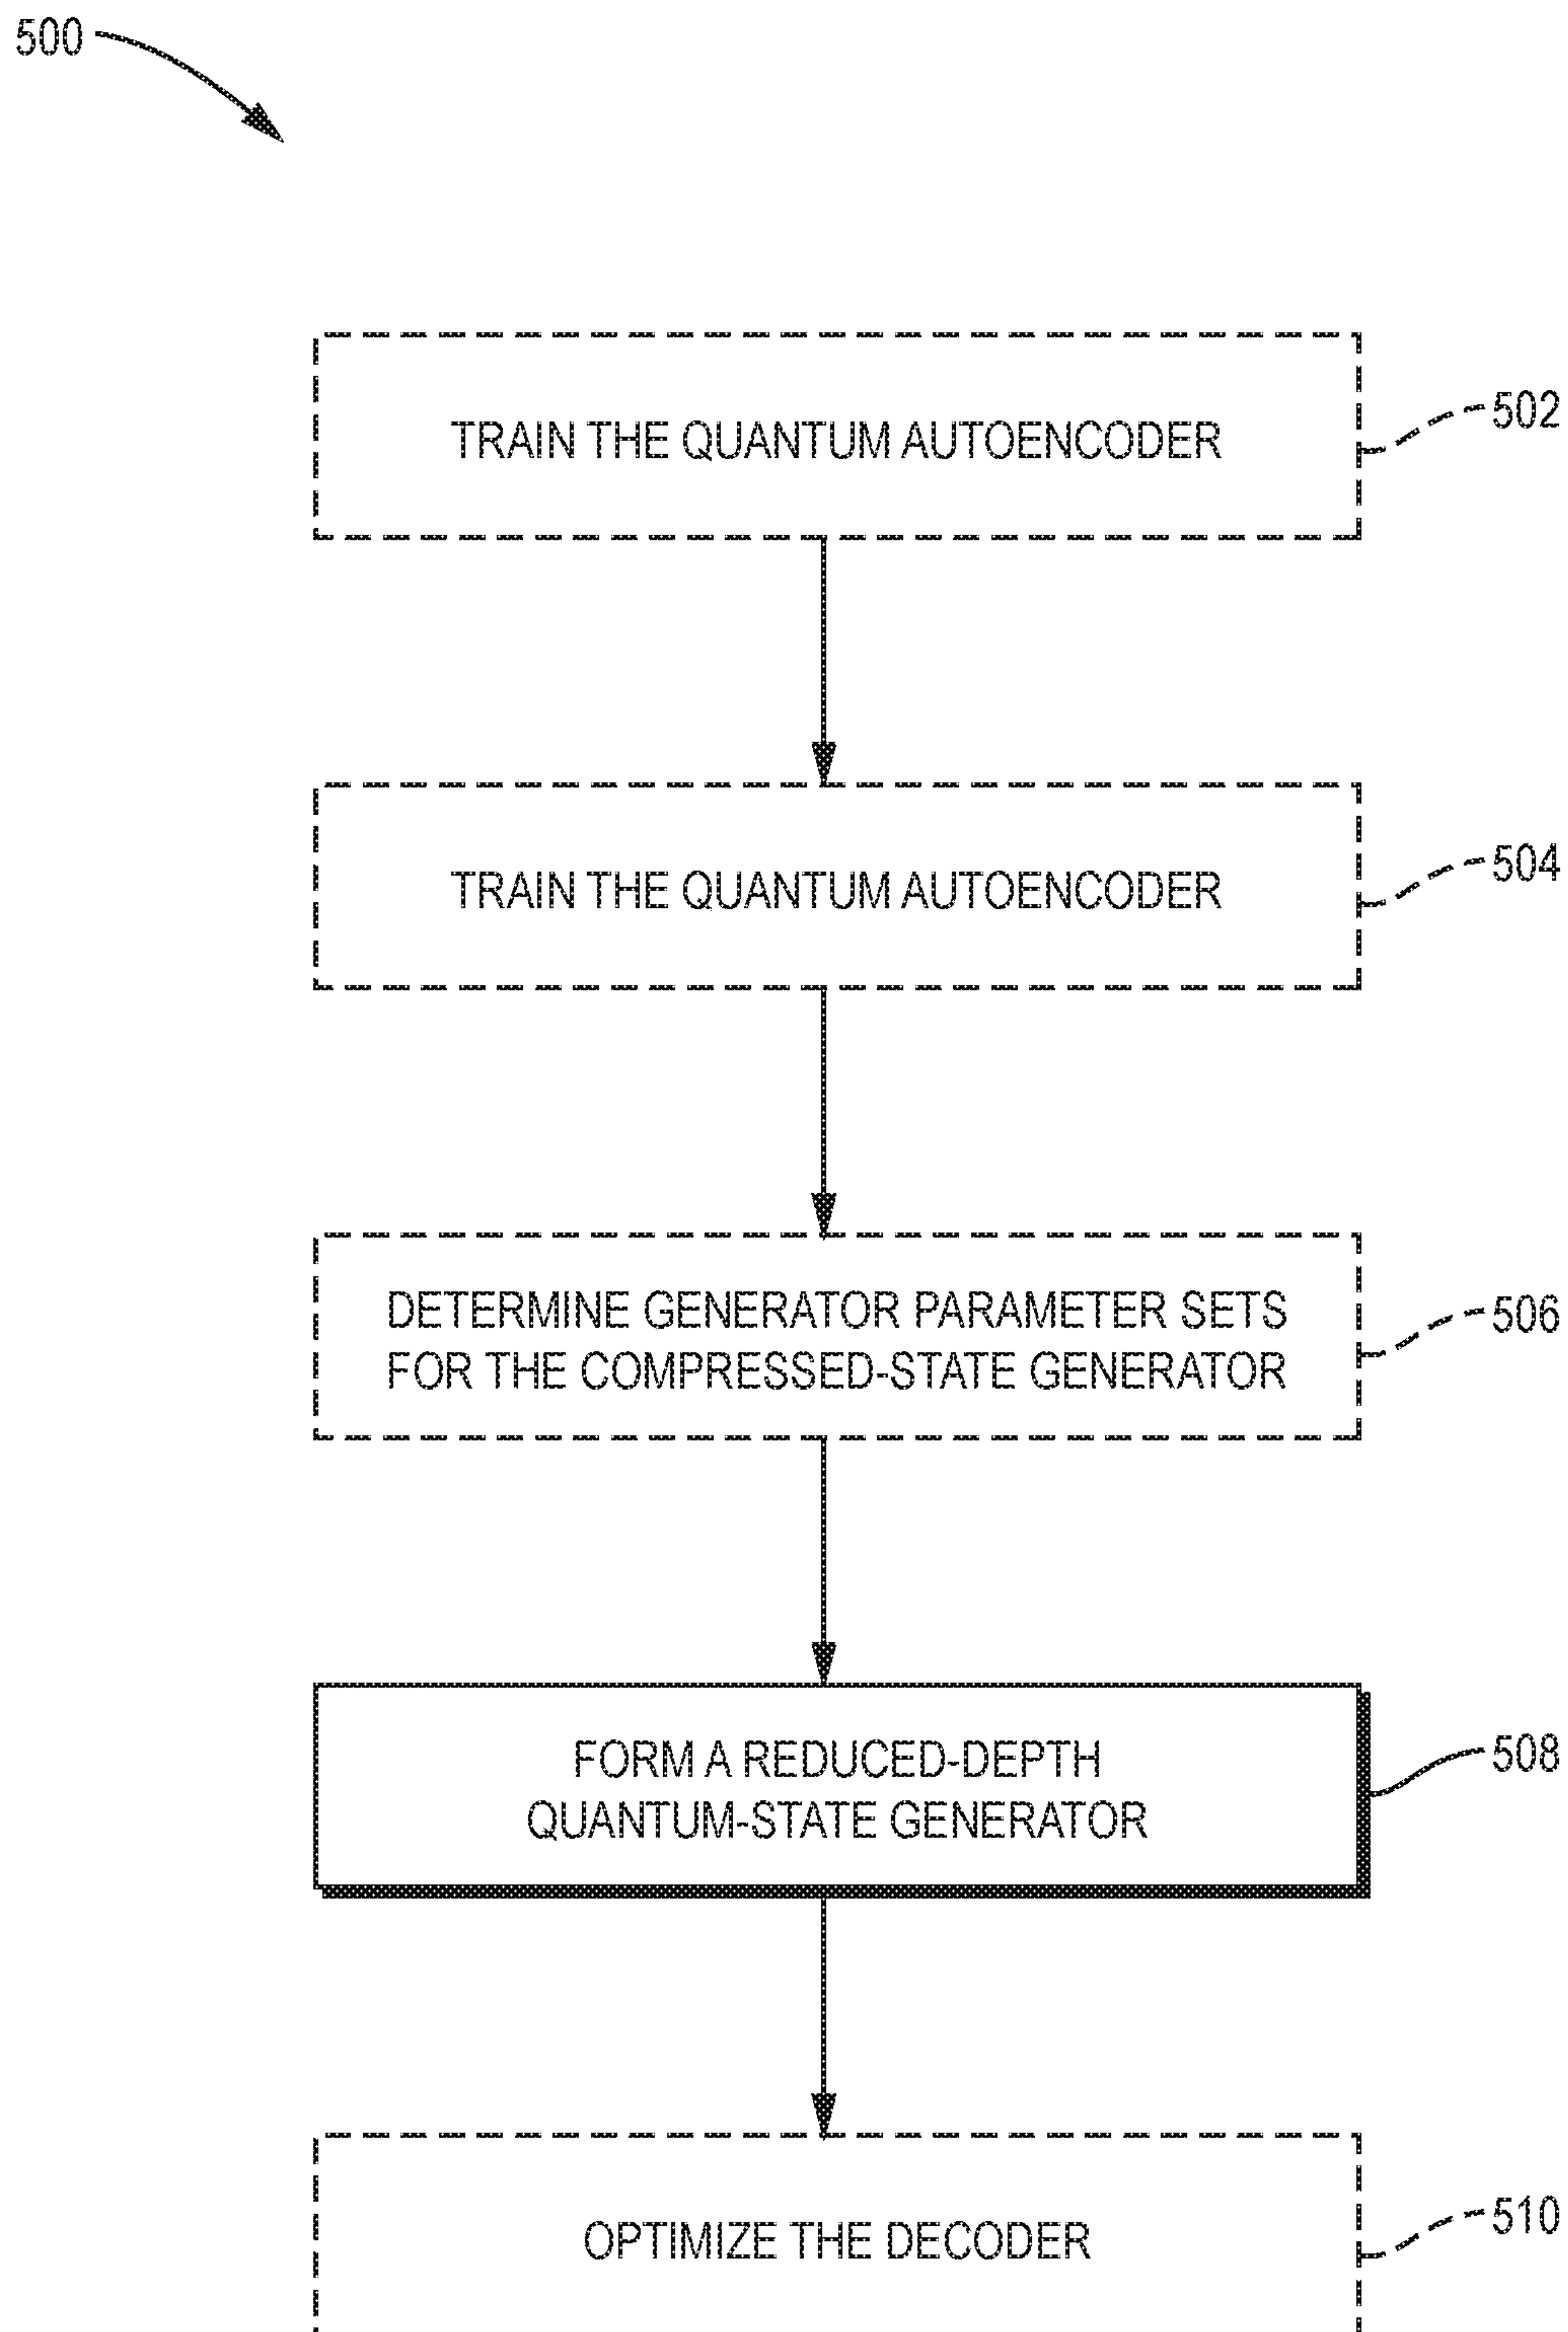 500
TRAIN THE QUANTUM AUTOENCODER
502
TRAIN THE QUANTUM AUTOENCODER
504
DETERMINE GENERATOR PARAMETER SETS
FOR THE COMPRESSED-STATE GENERATOR
506
FORM A REDUCED-DEPTH
QUANTUM-STATE GENERATOR
508
OPTIMIZE THE DECODER
510